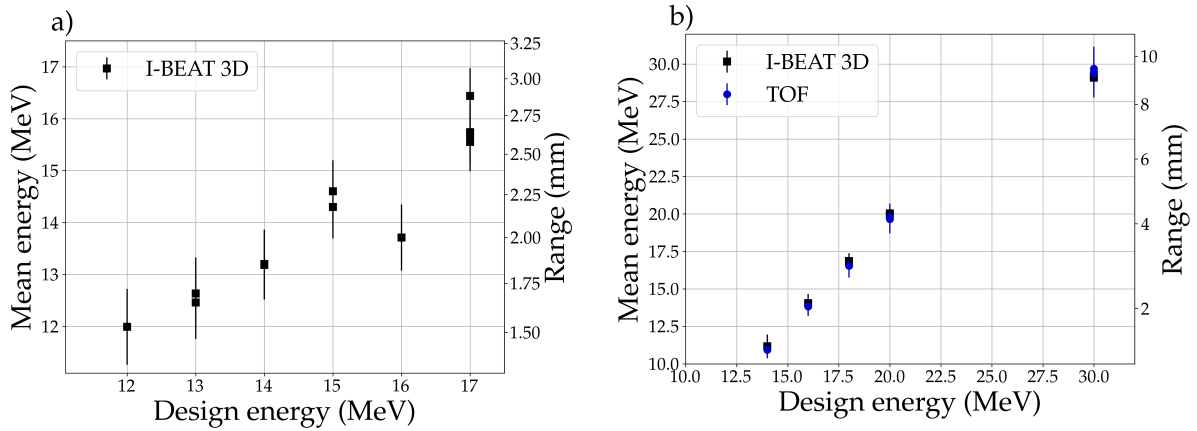 a)
I-BEAT 3D
Mean energy (MeV)
17
16
15
14
13
12
3.25
3.00
2.75
2.50
2.25
2.00
1.75
1.50
Range (mm)
12 13 14 15 16 17
Design energy (MeV)
b)
I-BEAT 3D
TOF
Mean energy (MeV)
30.0
27.5
25.0
22.5
20.0
17.5
15.0
12.5
10.0
10
8
6
4
2
Range (mm)
10.0 12.5 15.0 17.5 20.0 22.5 25.0 27.5 30.0
Design energy (MeV)